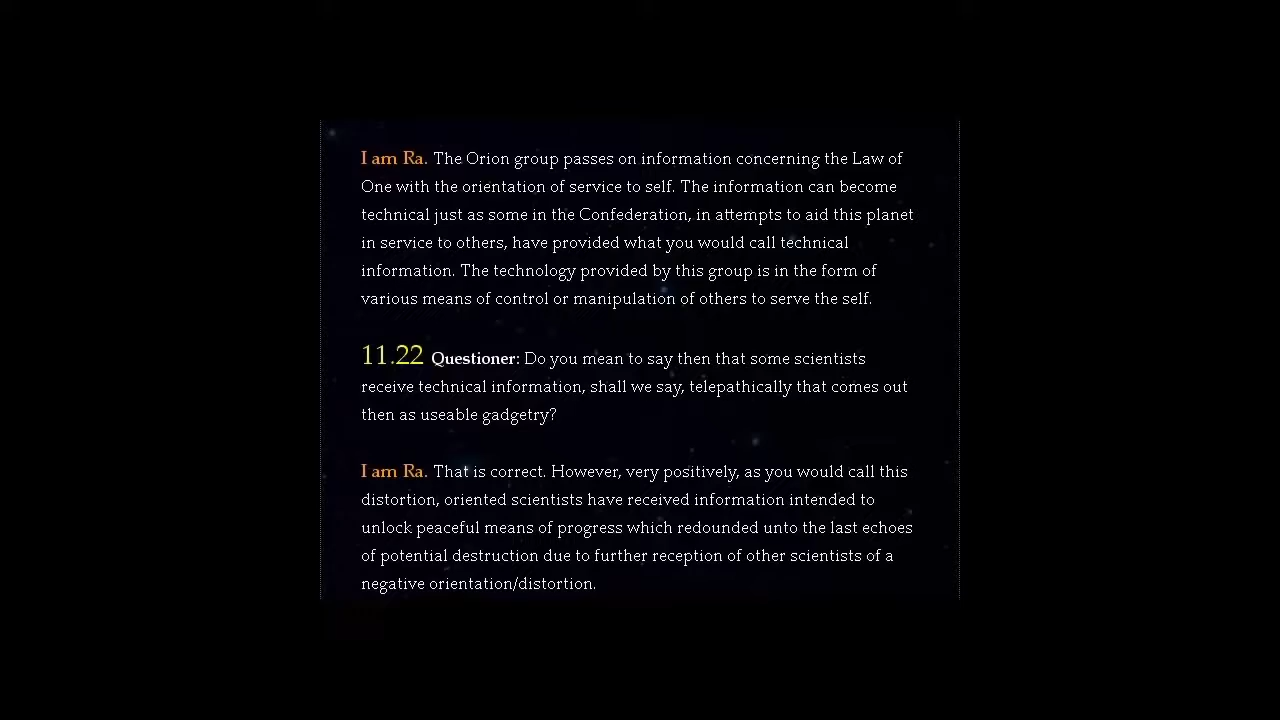 I am Ra. The Orion group passes on information concerning the Law of
One with the orientation of service to self. The information can become
technical just as some in the Confederation, in attempts to aid this planet
in service to others, have provided what you would call technical
information. The technology provided by this group is in the form of
various means of control or manipulation of others to serve the self.
11.22 Questioner: Do you mean to say then that some scientists
receive technical information, shall we say, telepathically that comes out
then as useable gadgetry?
I am Ra. That is correct. However, very positively, as you would call this
distortion, oriented scientists have received information intended to
unlock peaceful means of progress which redounded unto the last echoes
of potential destruction due to further reception of other scientists of a
negative orientation/distortion.